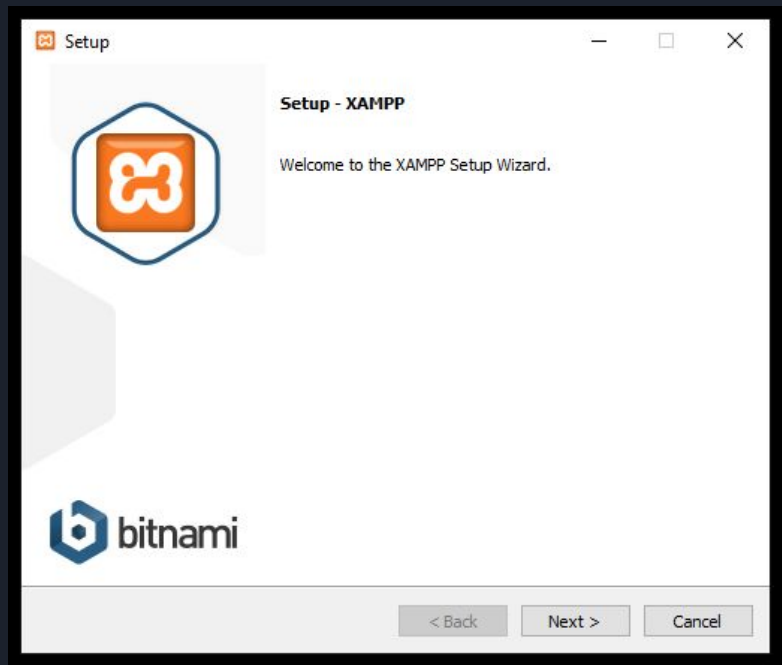 Setup
Setup - XAMPP
Welcome to the XAMPP Setup Wizard.
bitnami
< Back Next > Cancel